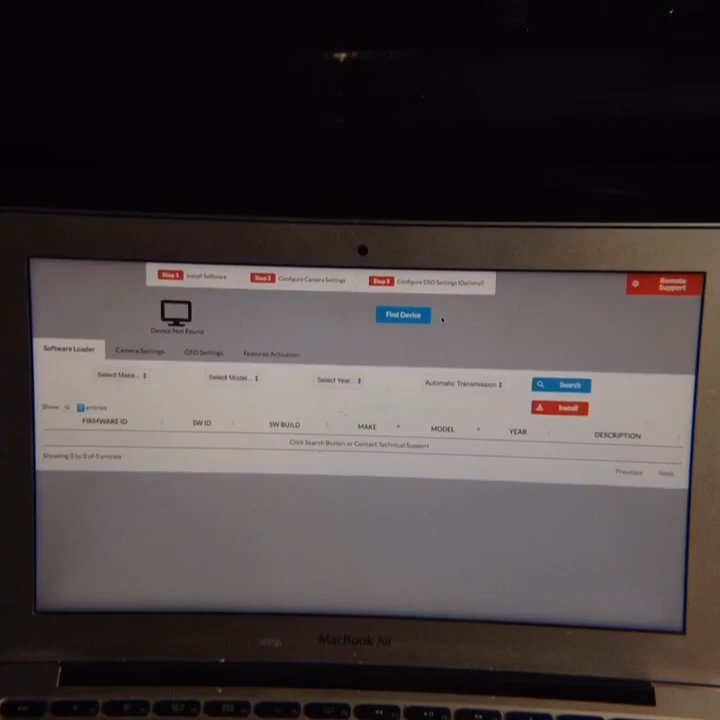 Step 1 Install Software Step 2 Configure Camera Settings Step 3 Configure OSD Settings (Optional)
Remote Support
Find Device
Device Not Found
Software Loader Camera Settings OSD Settings Features Activation
Select Make... Select Model... Select Year... Automatic Transmission Search
Show 10 entries Install
FIRMWARE ID SW ID SW BUILD MAKE MODEL YEAR DESCRIPTION
Click Search Button or Contact Technical Support
Showing 0 to 0 of 0 entries
Previous Next
MacBook Air